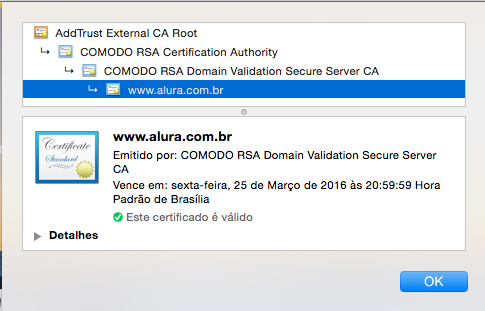 AddTrust External CA Root
COMODO RSA Certification Authority
COMODO RSA Domain Validation Secure Server CA
www.alura.com.br
Certificate
Standard
www.alura.com.br
Emitido por: COMODO RSA Domain Validation Secure Server
CA
Vence em: sexta-feira, 25 de Março de 2016 às 20:59:59 Hora
Padrão de Brasília
Este certificado é válido
Detalhes
OK